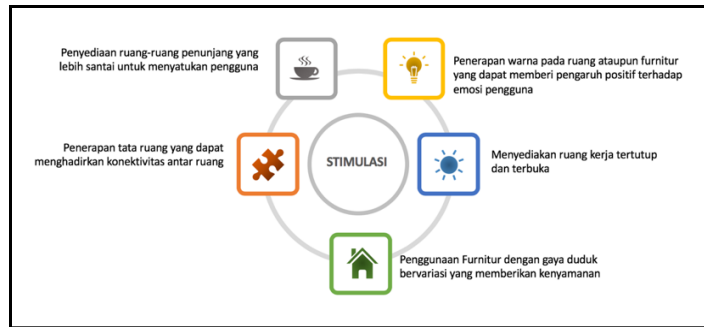 Penyediaan ruang-ruang penunjang yang
lebih santai untuk menyatukan pengguna
Penerapan warna pada ruang ataupun furnitur
yang dapat memberi pengaruh positif terhadap
emosi pengguna
Penerapan tata ruang yang dapat
menghadirkan konektivitas antar ruang
STIMULASI
Menyediakan ruang kerja tertutup
dan terbuka
Penggunaan Furnitur dengan gaya duduk
bervariasi yang memberikan kenyamanan